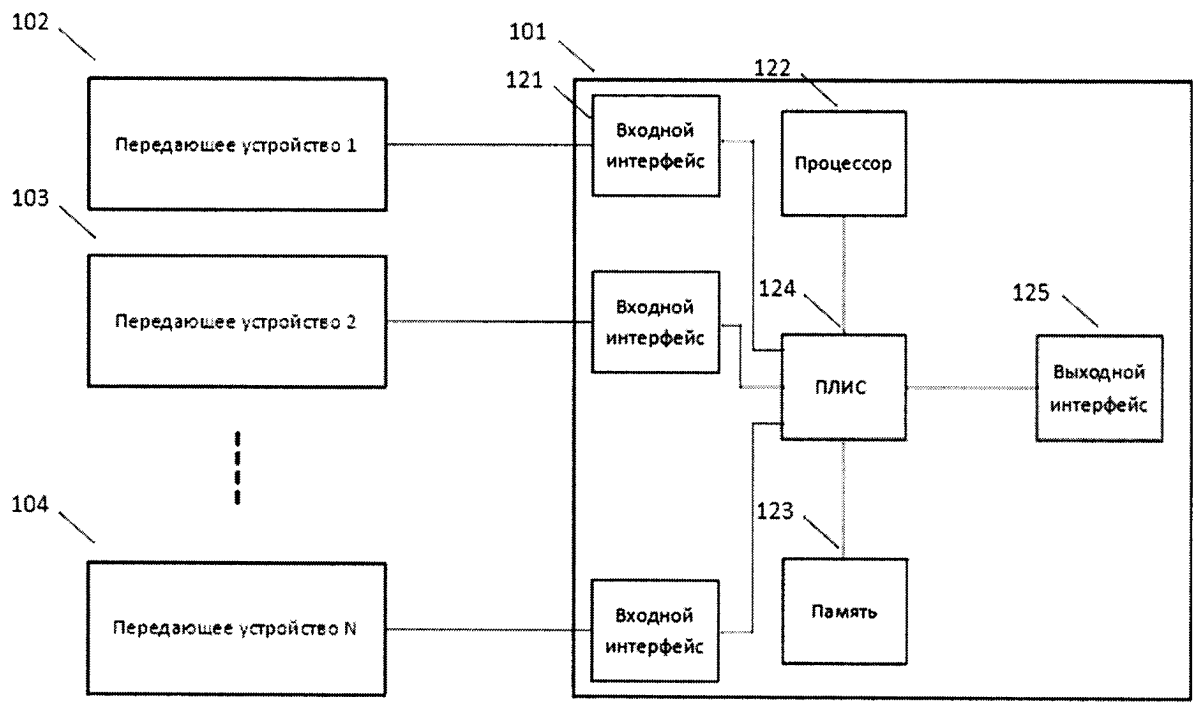 102
101
122
121
Передающее устройство 1
Входной
интерфейс
Процессор
103
124
125
Передающее устройство 2
Входной
интерфейс
ПЛИС
Выходной
интерфейс
104
123
Передающее устройство N
Входной
интерфейс
Память